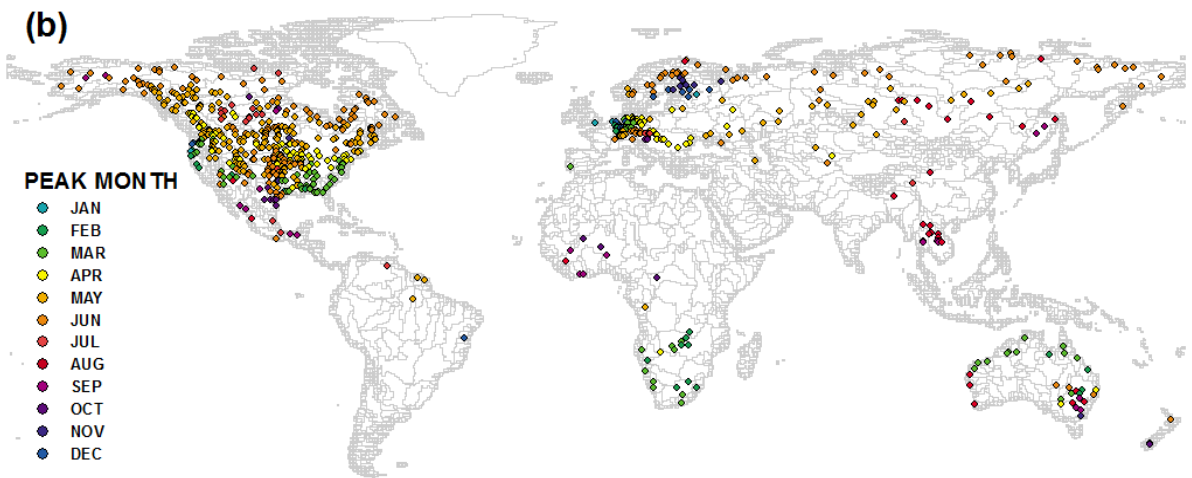 (b)
PEAK MONTH
JAN
FEB
MAR
APR
MAY
JUN
JUL
AUG
SEP
OCT
NOV
DEC